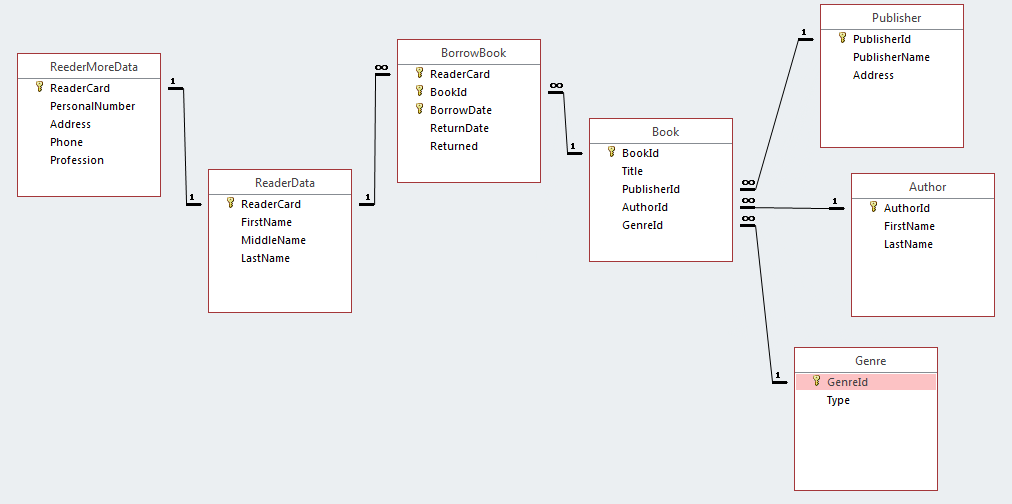 ReederMoreData
ReaderCard
PersonalNumber
Address
Phone
Profession
1
1
ReaderData
ReaderCard
FirstName
MiddleName
LastName
1
∞
BorrowBook
ReaderCard
BookId
BorrowDate
ReturnDate
Returned
∞
1
Book
BookId
Title
PublisherId
AuthorId
GenreId
∞
∞
∞
1
Publisher
PublisherId
PublisherName
Address
1
Author
AuthorId
FirstName
LastName
1
Genre
GenreId
Type